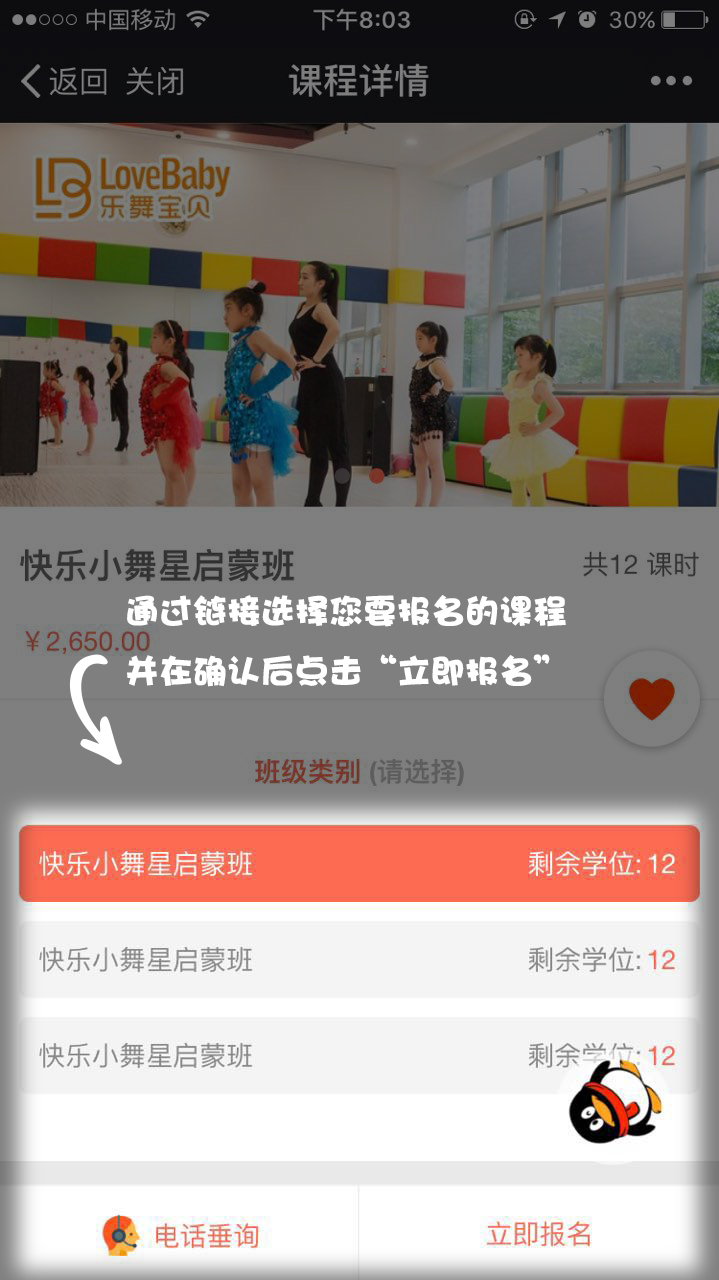 中国移动
下午8:03
30%
返回 关闭
课程详情
LoveBaby
乐舞宝贝
快乐小舞星启蒙班
共12 课时
¥2,650.00
通过链接选择您要报名的课程
并在确认后点击“立即报名”
班级类别 (请选择)
快乐小舞星启蒙班 剩余学位: 12
快乐小舞星启蒙班 剩余学位: 12
快乐小舞星启蒙班 剩余学位: 12
电话垂询
立即报名